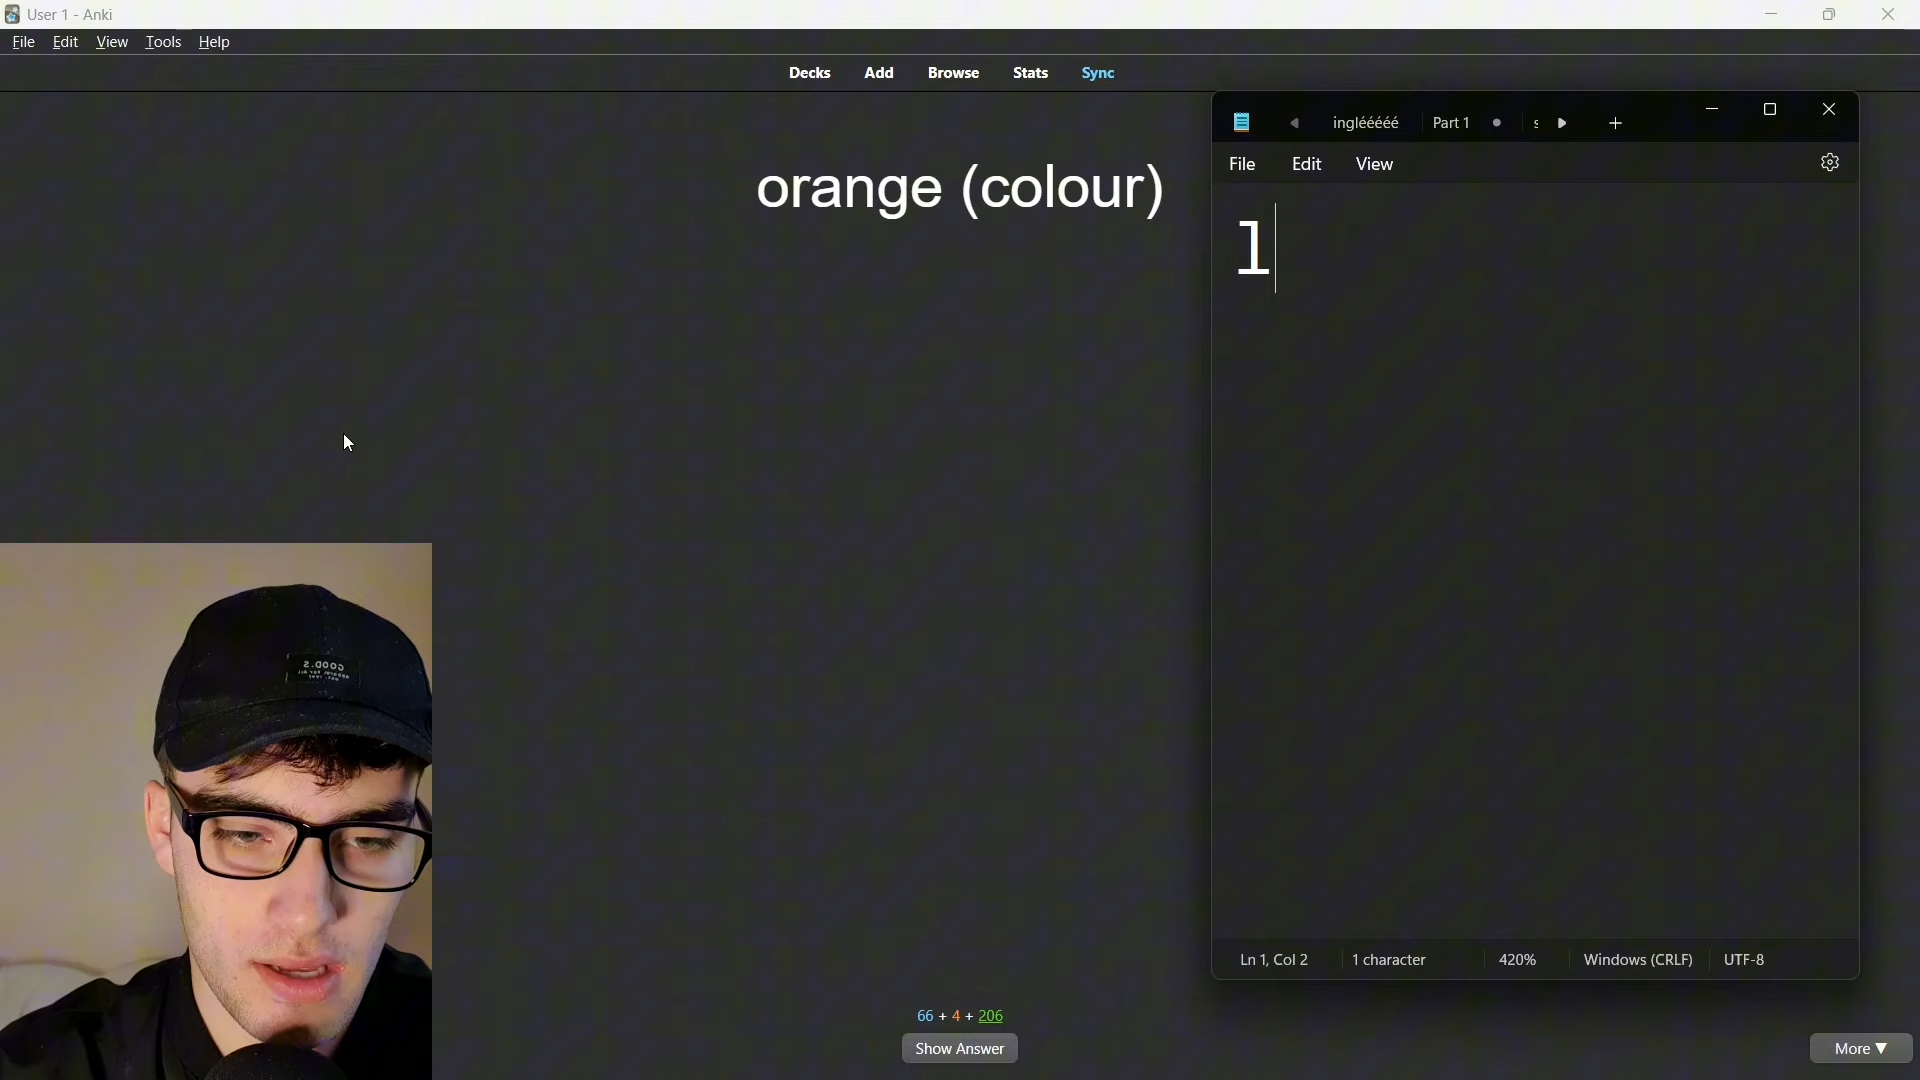 User 1 - Anki
File Edit View Tools Help
Decks Add Browse Stats Sync
orange (colour)
ingléééééé Part 1 s
File Edit View
1
Ln 1, Col 2 1 character 420% Windows (CRLF) UTF-8
GOOD.S.
66 + 4 + 206
Show Answer
More